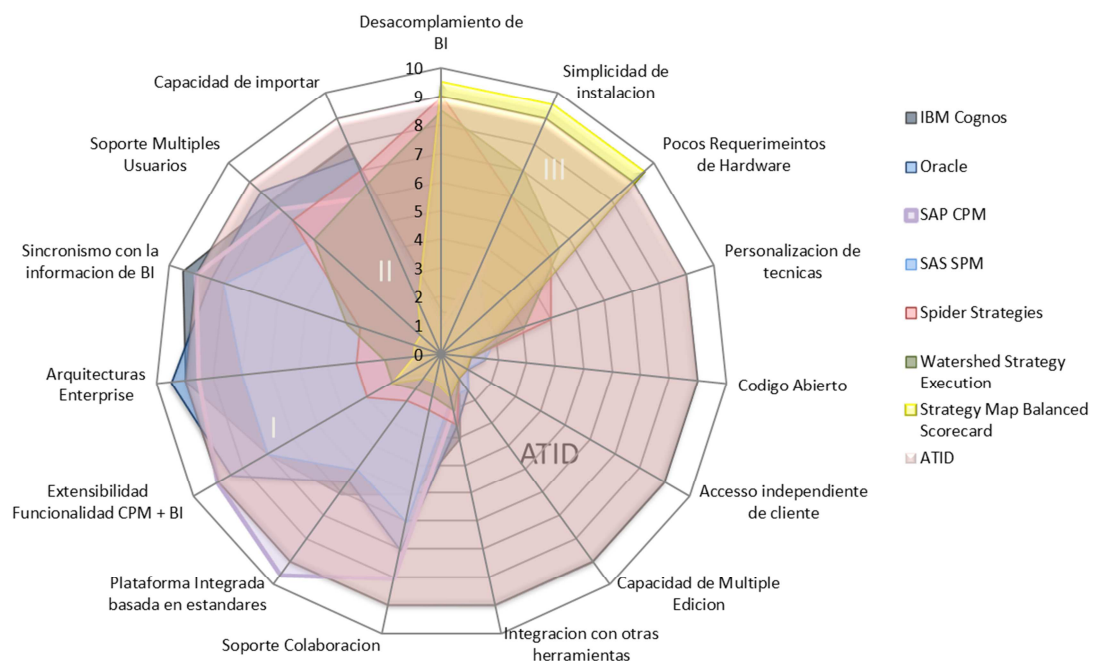 Desacomplamiento de
BI
Simplicidad de
instalacion
Pocos Requerimeintos
de Hardware
Personalizacion de
tecnicas
Codigo Abierto
Accesso independiente
de cliente
Capacidad de Multiple
Edicion
Integracion con otras
herramientas
Soporte Colaboracion
Plataforma Integrada
basada en estandares
Extensibilidad
Funcionalidad CPM + BI
Arquitecturas
Enterprise
Sincronismo con la
informacion de BI
Soporte Multiples
Usuarios
Capacidad de importar
10
9
8
7
6
5
4
3
2
1
0
I
II
III
ATID
IBM Cognos
Oracle
SAP CPM
SAS SPM
Spider Strategies
Watershed Strategy
Execution
Strategy Map Balanced
Scorecard
ATID